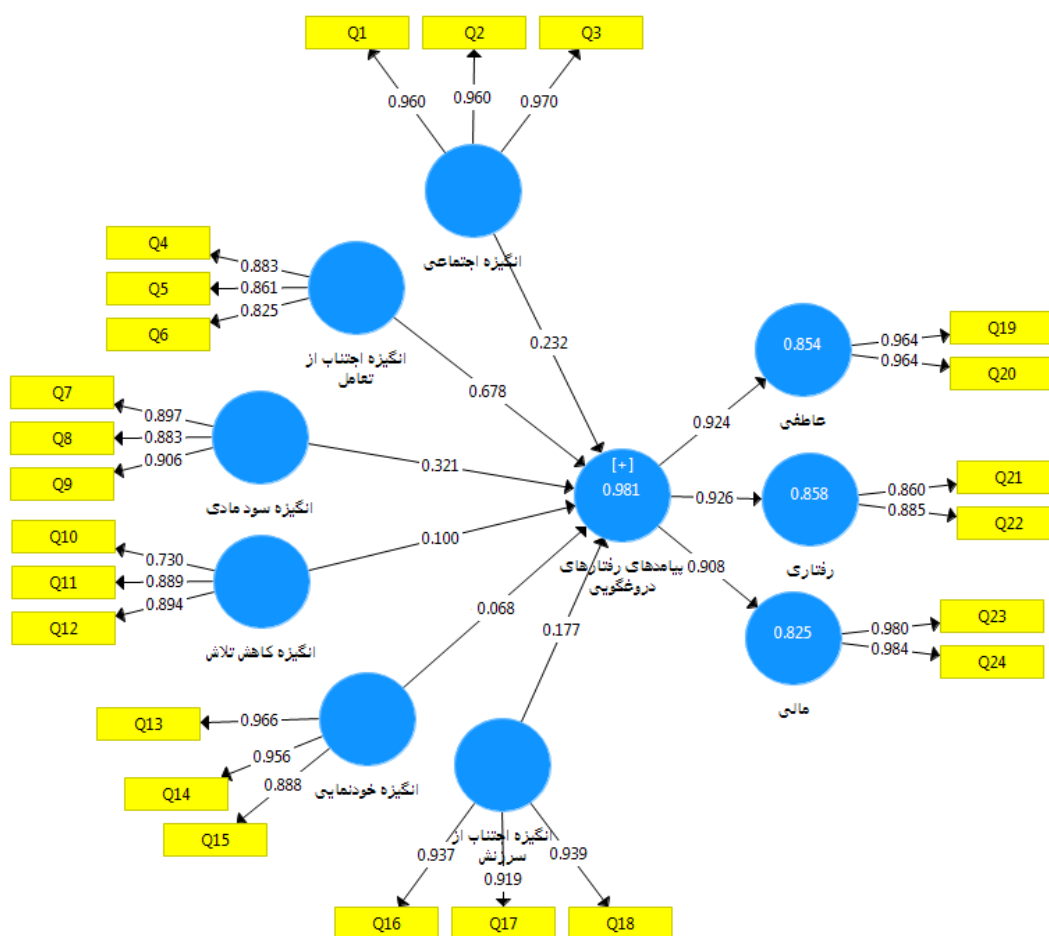 Q1
Q2
Q3
0.960
0.960
0.970
انگیزه اجتماعی
0.232
Q4
Q5
Q6
0.883
0.861
0.825
انگیزه اجتناب از
تعامل
0.678
Q7
Q8
Q9
0.897
0.883
0.906
انگیزه سود مادی
0.321
Q10
Q11
Q12
0.730
0.889
0.894
انگیزه کاهش تلاش
0.100
Q13
Q14
Q15
0.966
0.956
0.888
انگیزه خودنمایی
0.068
انگیزه اجتناب از
سرزنش
0.177
0.937
0.919
0.939
Q16
Q17
Q18
[+]
0.981
پیامدهای رفتارهای
دروغگویی
0.924
0.926
0.908
0.854
عاطفی
0.964
0.964
Q19
Q20
0.858
رفتاری
0.860
0.885
Q21
Q22
0.825
مالی
0.980
0.984
Q23
Q24